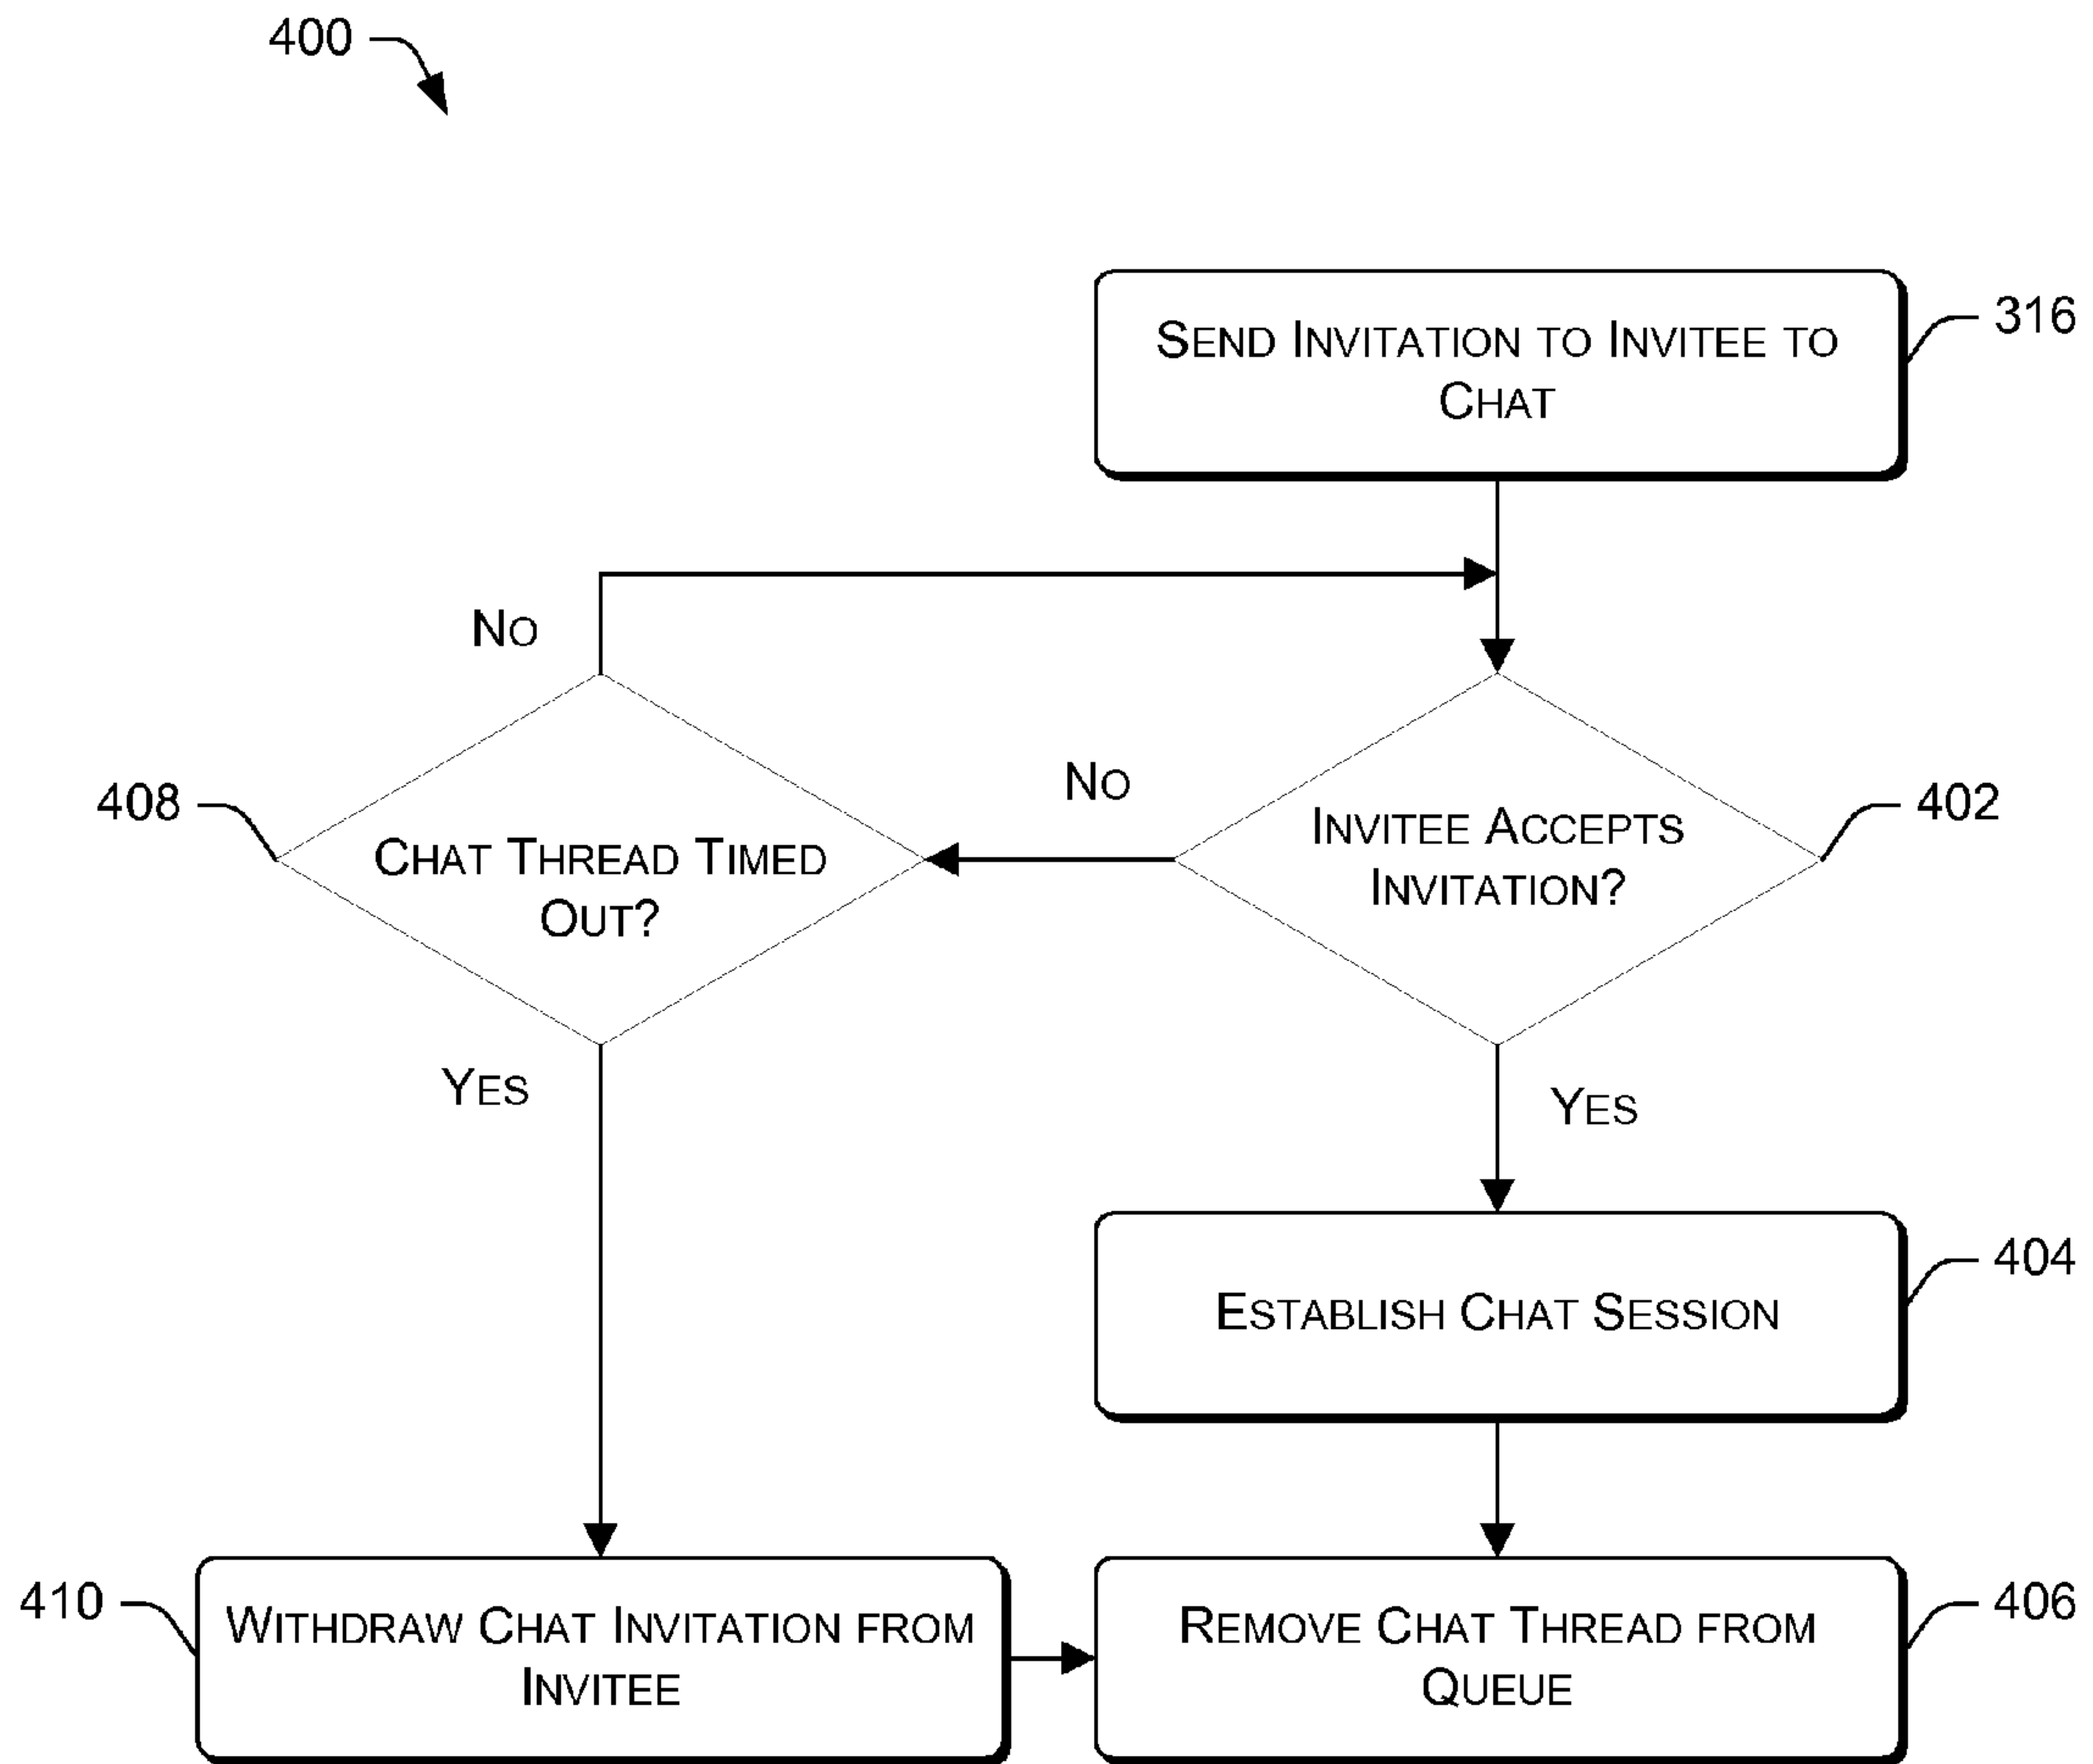 400
SEND INVITATION TO INVITEE TO
CHAT
316
NO
NO
408
CHAT THREAD TIMED
OUT?
INVITEE ACCEPTS
INVITATION?
402
YES
YES
ESTABLISH CHAT SESSION
404
410
WITHDRAW CHAT INVITATION FROM
INVITEE
REMOVE CHAT THREAD FROM
QUEUE
406